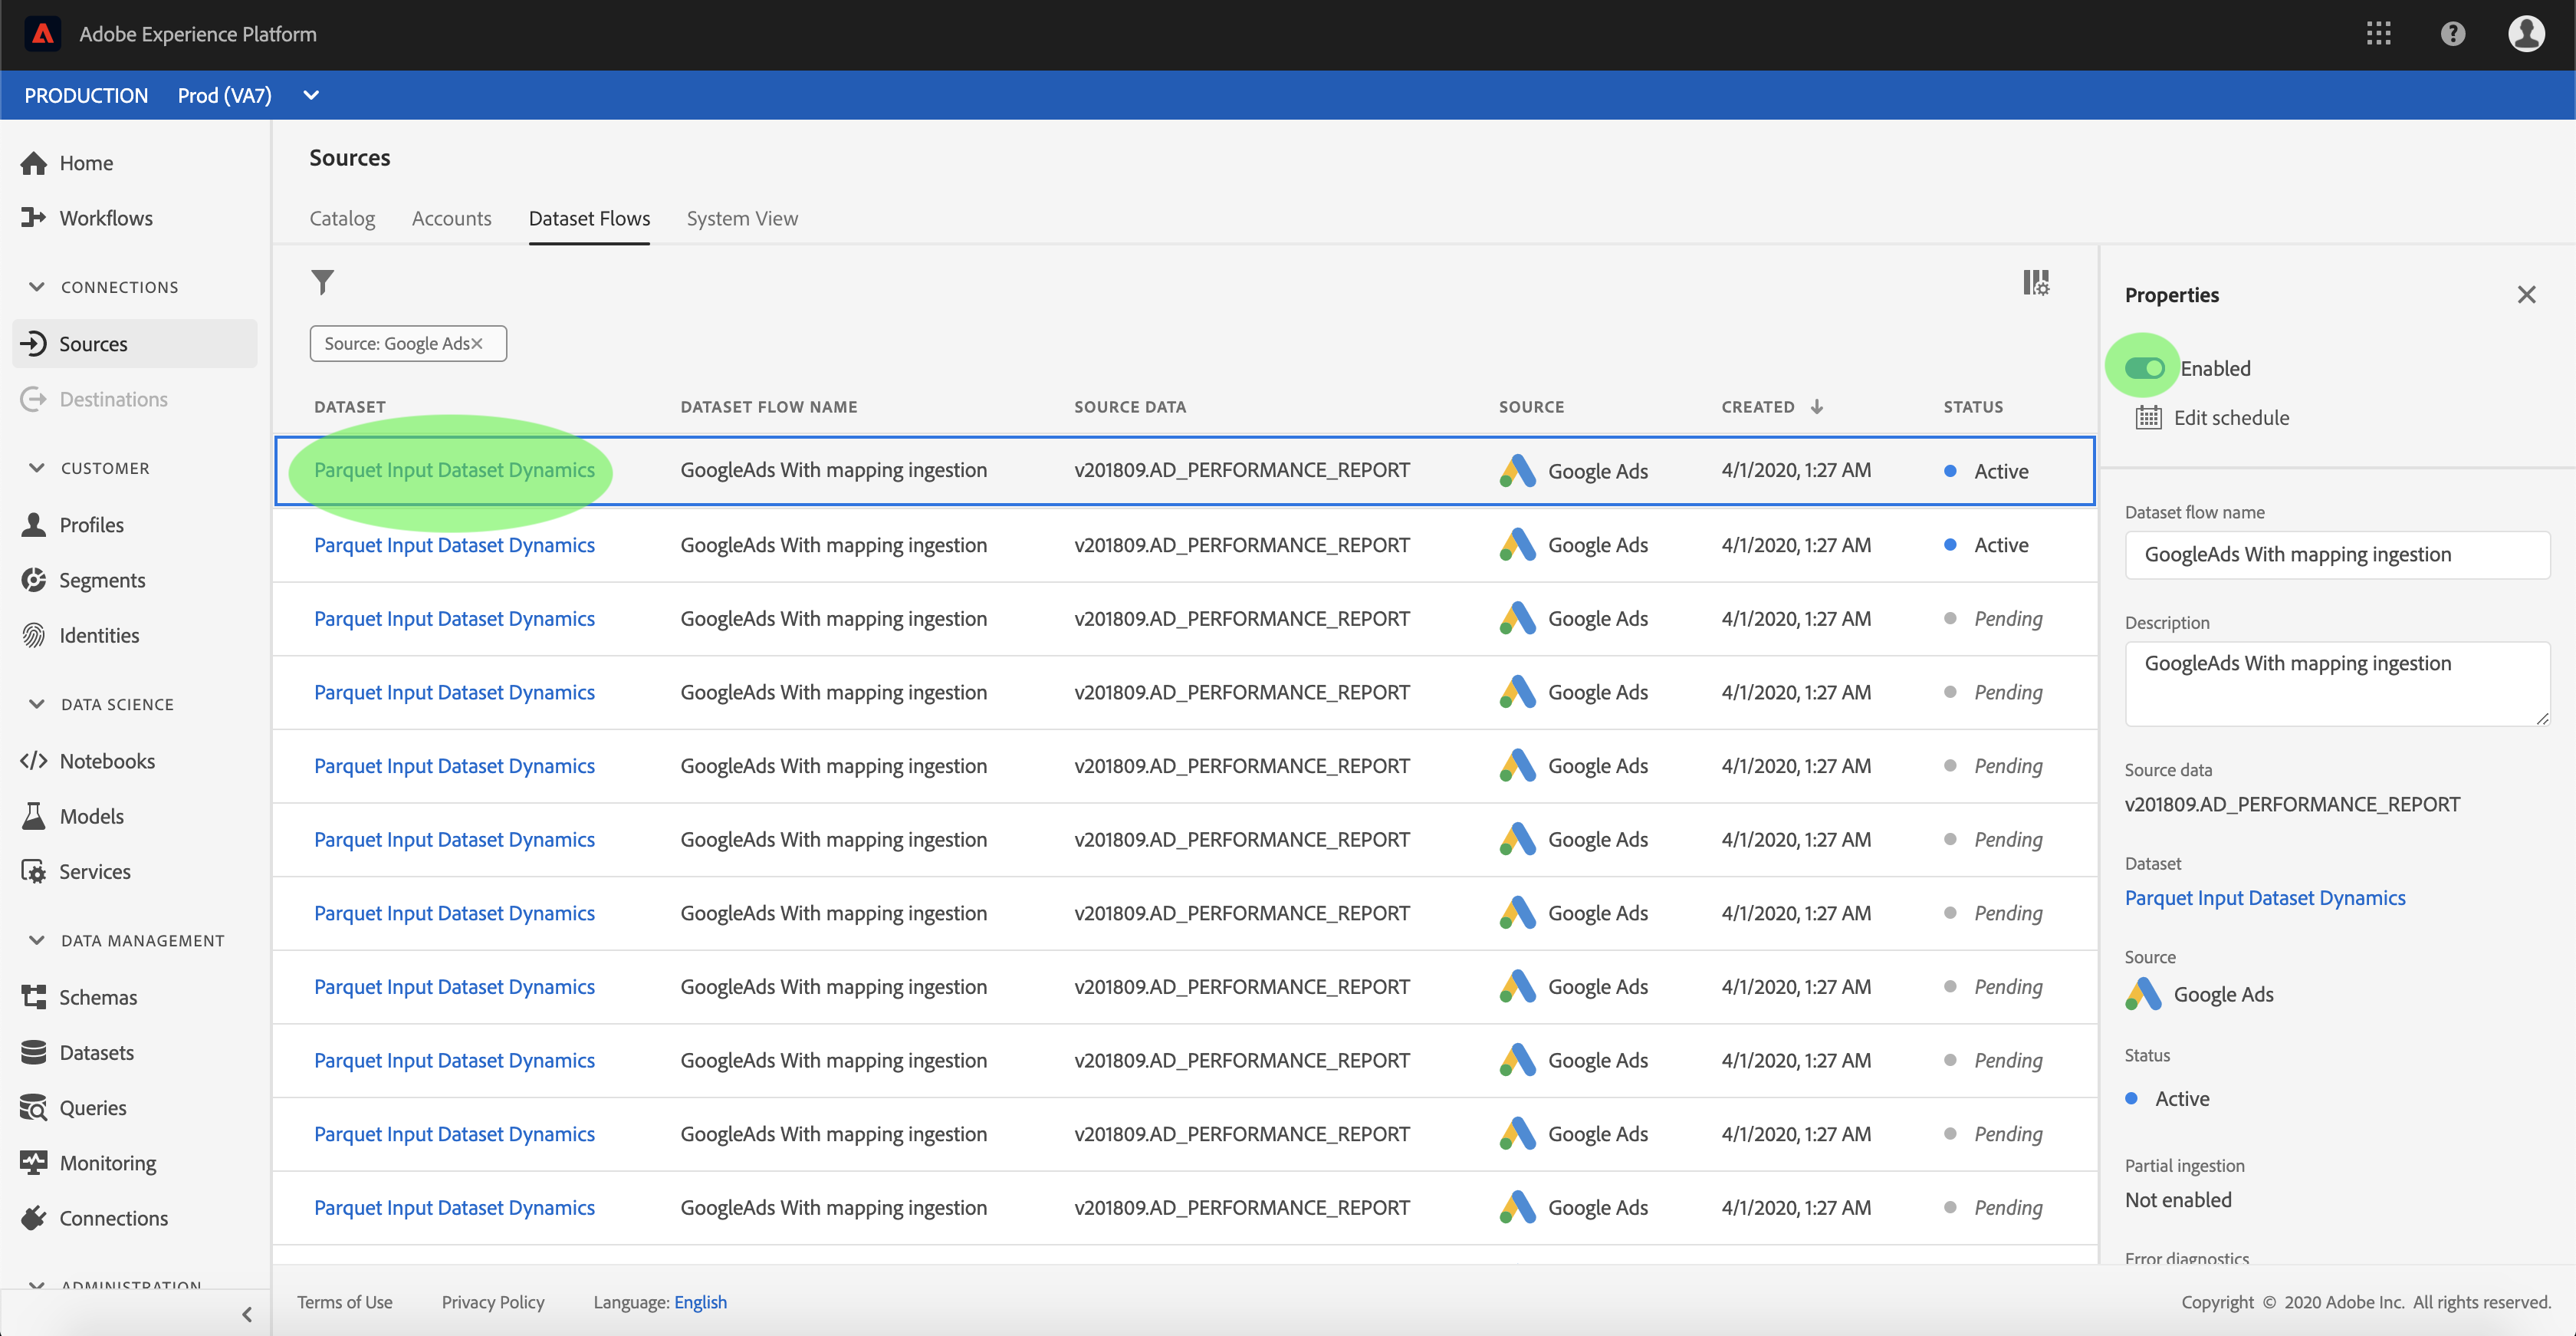 Adobe Experience Platform
PRODUCTION Prod (VA7)
Home
Workflows
CONNECTIONS
Sources
Destinations
CUSTOMER
Profiles
Segments
Identities
DATA SCIENCE
Notebooks
Models
Services
DATA MANAGEMENT
Schemas
Datasets
Queries
Monitoring
Connections
ADMINISTRATION
Sources
Catalog Accounts Dataset Flows System View
Source: Google Ads
DATASET DATASET FLOW NAME SOURCE DATA SOURCE CREATED STATUS
Parquet Input Dataset Dynamics GoogleAds With mapping ingestion v201809.AD_PERFORMANCE_REPORT Google Ads 4/1/2020, 1:27 AM Active
Parquet Input Dataset Dynamics GoogleAds With mapping ingestion v201809.AD_PERFORMANCE_REPORT Google Ads 4/1/2020, 1:27 AM Active
Parquet Input Dataset Dynamics GoogleAds With mapping ingestion v201809.AD_PERFORMANCE_REPORT Google Ads 4/1/2020, 1:27 AM Pending
Parquet Input Dataset Dynamics GoogleAds With mapping ingestion v201809.AD_PERFORMANCE_REPORT Google Ads 4/1/2020, 1:27 AM Pending
Parquet Input Dataset Dynamics GoogleAds With mapping ingestion v201809.AD_PERFORMANCE_REPORT Google Ads 4/1/2020, 1:27 AM Pending
Parquet Input Dataset Dynamics GoogleAds With mapping ingestion v201809.AD_PERFORMANCE_REPORT Google Ads 4/1/2020, 1:27 AM Pending
Parquet Input Dataset Dynamics GoogleAds With mapping ingestion v201809.AD_PERFORMANCE_REPORT Google Ads 4/1/2020, 1:27 AM Pending
Parquet Input Dataset Dynamics GoogleAds With mapping ingestion v201809.AD_PERFORMANCE_REPORT Google Ads 4/1/2020, 1:27 AM Pending
Parquet Input Dataset Dynamics GoogleAds With mapping ingestion v201809.AD_PERFORMANCE_REPORT Google Ads 4/1/2020, 1:27 AM Pending
Parquet Input Dataset Dynamics GoogleAds With mapping ingestion v201809.AD_PERFORMANCE_REPORT Google Ads 4/1/2020, 1:27 AM Pending
Parquet Input Dataset Dynamics GoogleAds With mapping ingestion v201809.AD_PERFORMANCE_REPORT Google Ads 4/1/2020, 1:27 AM Pending
Properties
Enabled
Edit schedule
Dataset flow name
GoogleAds With mapping ingestion
Description
GoogleAds With mapping ingestion
Source data
v201809.AD_PERFORMANCE_REPORT
Dataset
Parquet Input Dataset Dynamics
Source
Google Ads
Status
Active
Partial ingestion
Not enabled
Error diagnostics
Terms of Use Privacy Policy Language: English Copyright © 2020 Adobe Inc. All rights reserved.